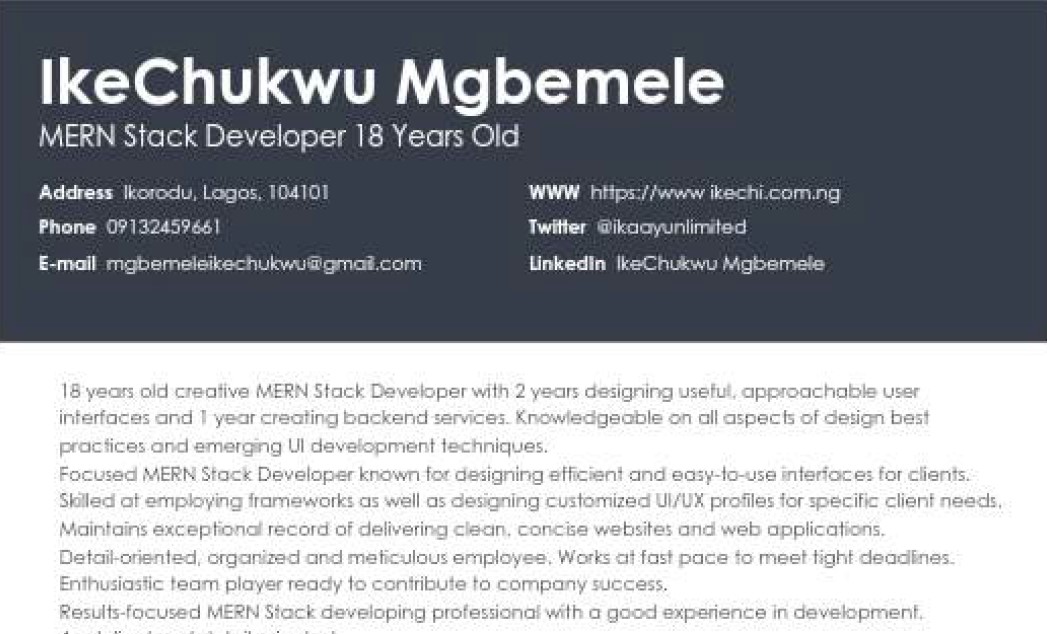 IkeChukwu Mgbemele
MERN Stack Developer 18 Years Old
Address Ikorodu, Lagos, 104101
WWW https://www ikechi.com.ng
Phone 09132459661
Twitter @ikaayunlimited
E-mail mgbemeleikechukwu@gmail.com
LinkedIn IkeChukwu Mgbemele
18 years old creative MERN Stack Developer with 2 years designing useful, approachable user
interfaces and 1 year creating backend services. Knowledgeable on all aspects of design best
practices and emerging UI development techniques.
Focused MERN Stack Developer known for designing efficient and easy-to-use interfaces for clients.
Skilled at employing frameworks as well as designing customized UI/UX profiles for specific client needs.
Maintains exceptional record of delivering clean, concise websites and web applications.
Detail-oriented, organized and meticulous employee. Works at fast pace to meet tight deadlines.
Enthusiastic team player ready to contribute to company success.
Results-focused MERN Stack developing professional with a good experience in development.